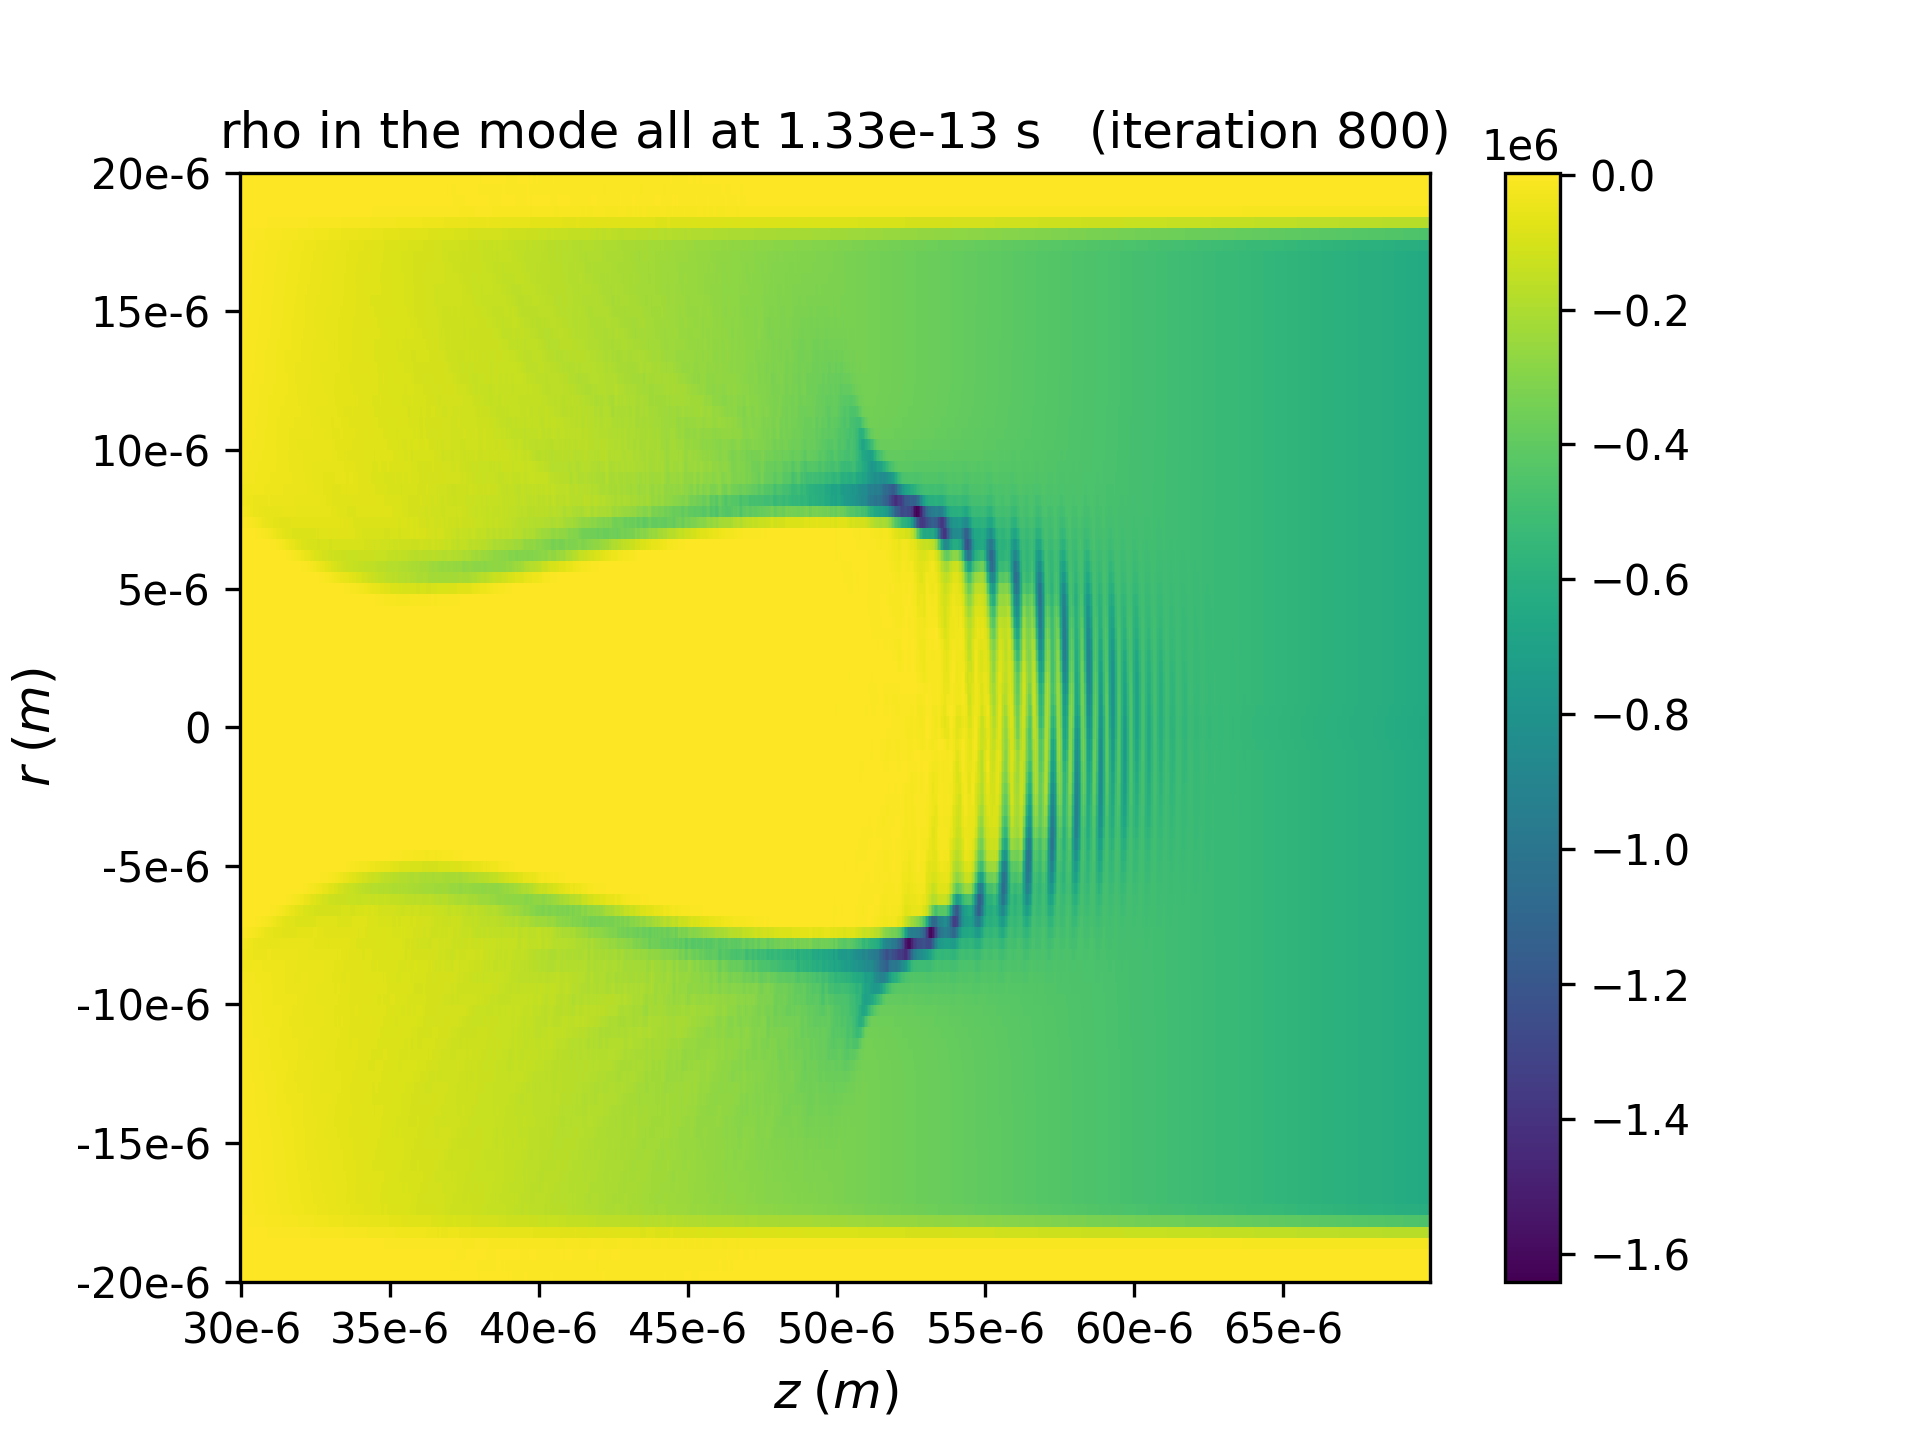 rho in the mode all at 1.33e-13 s (iteration 800)
1e6
20e-6
15e-6
10e-6
5e-6
0
-5e-6
-10e-6
-15e-6
-20e-6
r (m)
30e-6 35e-6 40e-6 45e-6 50e-6 55e-6 60e-6 65e-6
z (m)
0.0
−0.2
−0.4
−0.6
−0.8
−1.0
−1.2
−1.4
−1.6